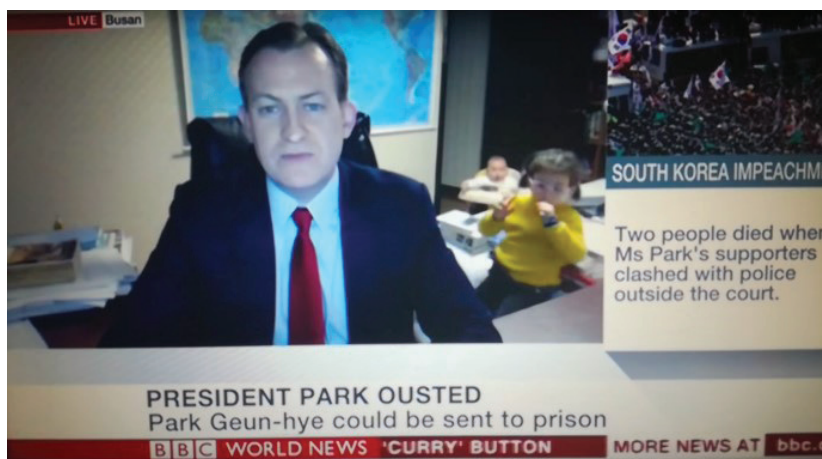 LIVE Busan
SOUTH KOREA IMPEACHM
Two people died when
Ms Park's supporters
clashed with police
outside the court.
PRESIDENT PARK OUSTED
Park Geun-hye could be sent to prison
BBC WORLD NEWS 'CURRY' BUTTON
MORE NEWS AT bbc.c